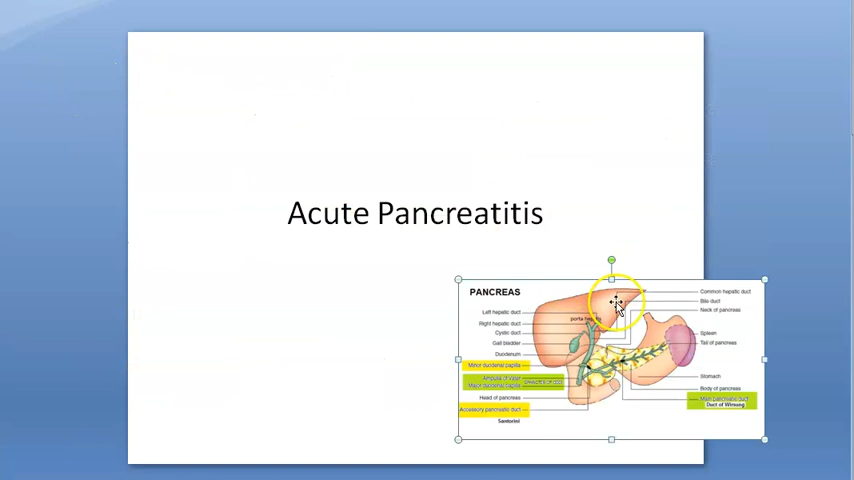 Acute Pancreatitis
PANCREAS
Left hepatic duct
Right hepatic duct
Cystic duct
Gall bladder
Duodenum
Minor duodenal papilla
Ampulla of Vater
Major duodenal papilla
Head of pancreas
Accessory pancreatic duct
Santorini
porta hepatis
Common hepatic duct
Bile duct
Neck of pancreas
Spleen
Tail of pancreas
Stomach
Body of pancreas
Main pancreatic duct
Duct of Wirsung